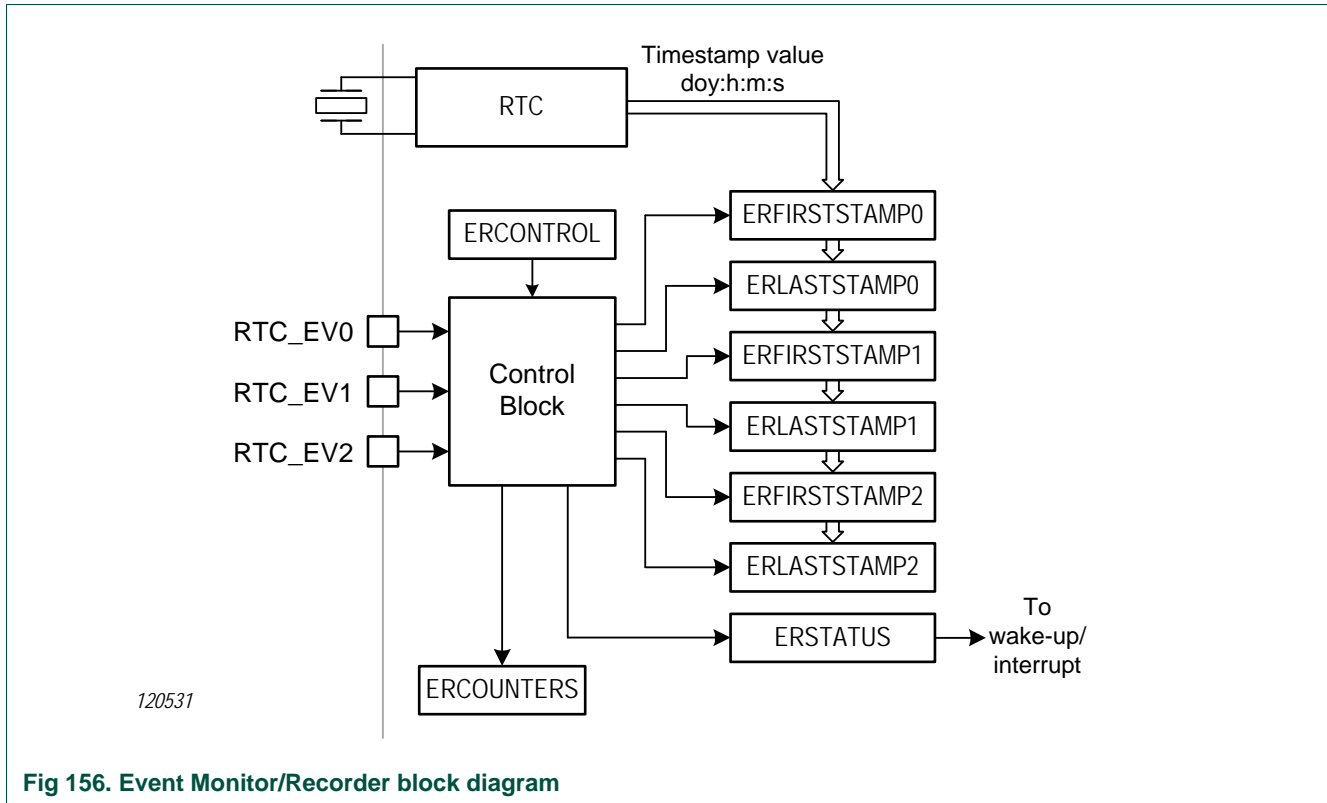 Timestamp value
doy:h:m:s
RTC
ERFIRSTSTAMP0
ERCONTROL
ERLASTSTAMP0
RTC_EV0
ERFIRSTSTAMP1
Control
Block
RTC_EV1
ERLASTSTAMP1
RTC_EV2
ERFIRSTSTAMP2
ERLASTSTAMP2
ERSTATUS
To
wake-up/
interrupt
ERCOUNTERS
120531
Fig 156. Event Monitor/Recorder block diagram